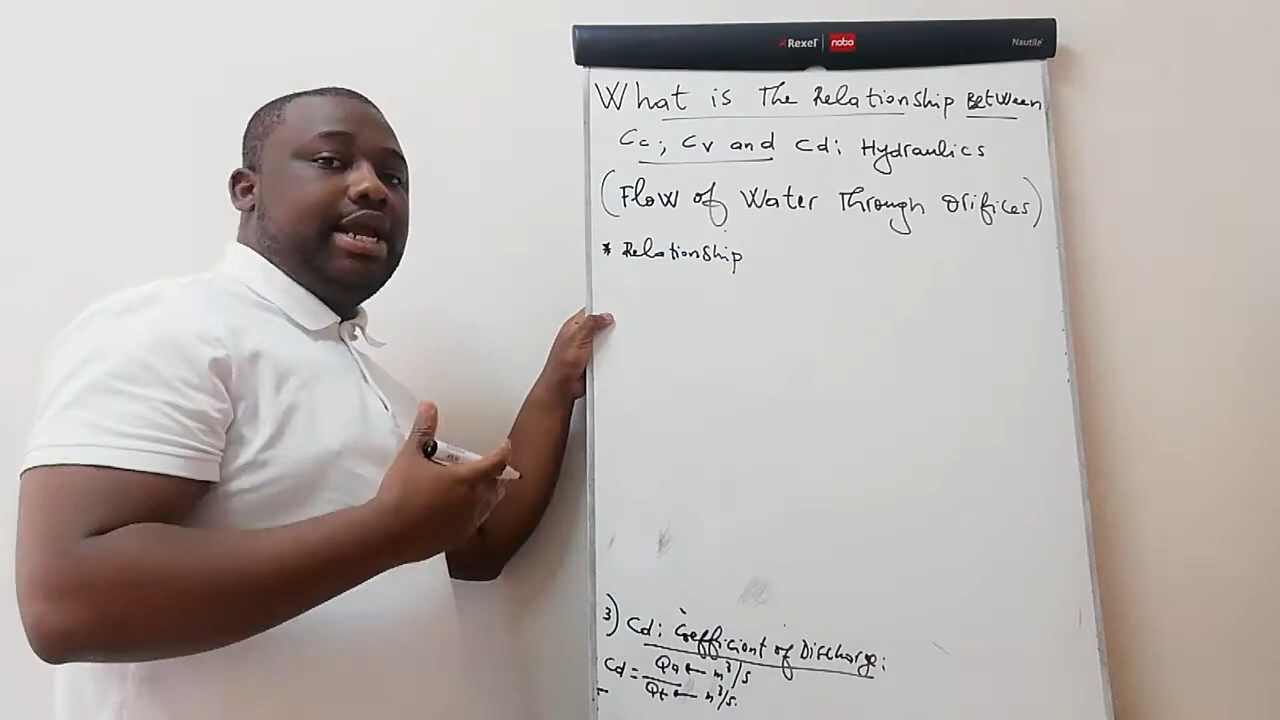 Rexel nobo Nautile
What is The Relationship Between
Cc; Cv and Cd: Hydraulics
(Flow of Water Through Orifices)
* Relationship
3) Cd: Coefficient of Discharge:
Cd = Qa ← m³/s
Qt ← m³/s.